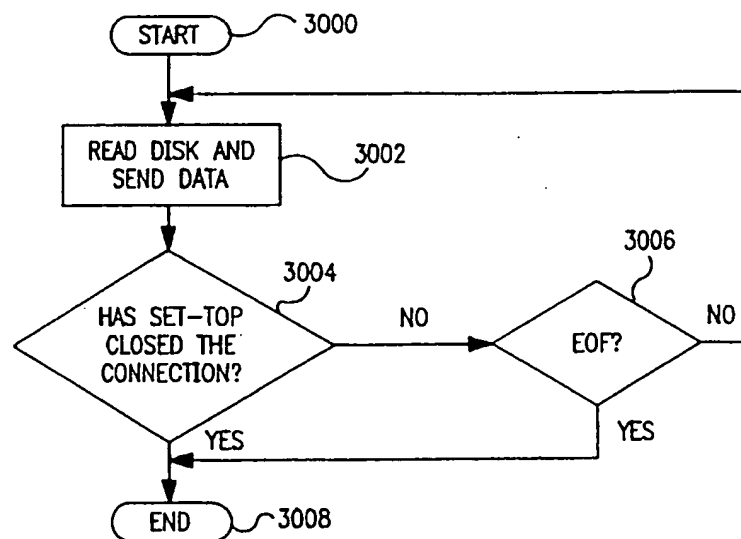 START
3000
READ DISK AND
SEND DATA
3002
HAS SET-TOP
CLOSED THE
CONNECTION?
3004
NO
EOF?
3006
NO
YES
YES
END
3008